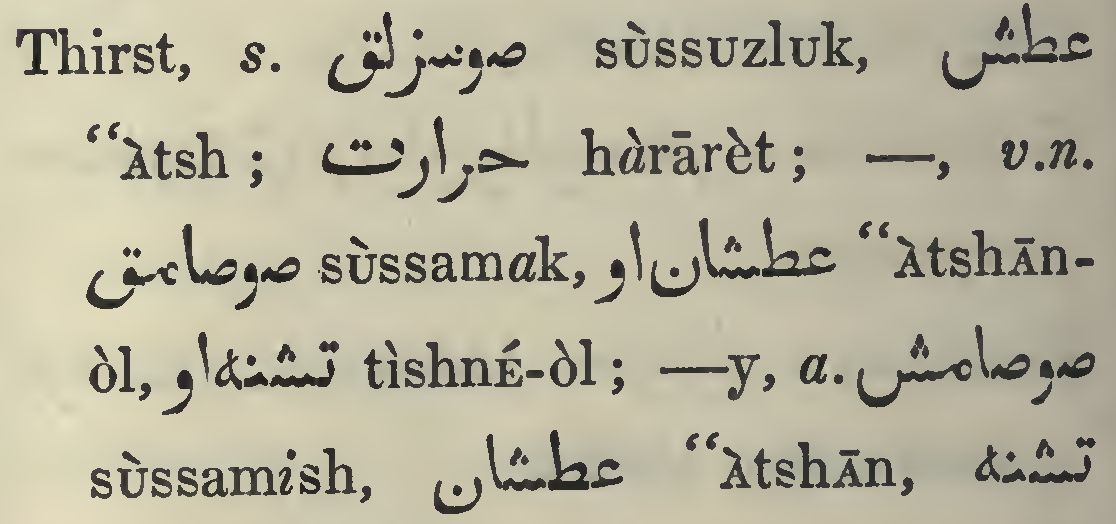 Thirst, s. صوسزلق sùssuzluk, عطش
“Àtsh ; حرارت hàrārèt ; —, v.n.
صوصامق sùssamak, عطشان او “Àtshān-
òl, تشنه او tìshnÉ-òl ; —y, a. صوصامش
sùssamish, عطشان “Àtshān, تشنه